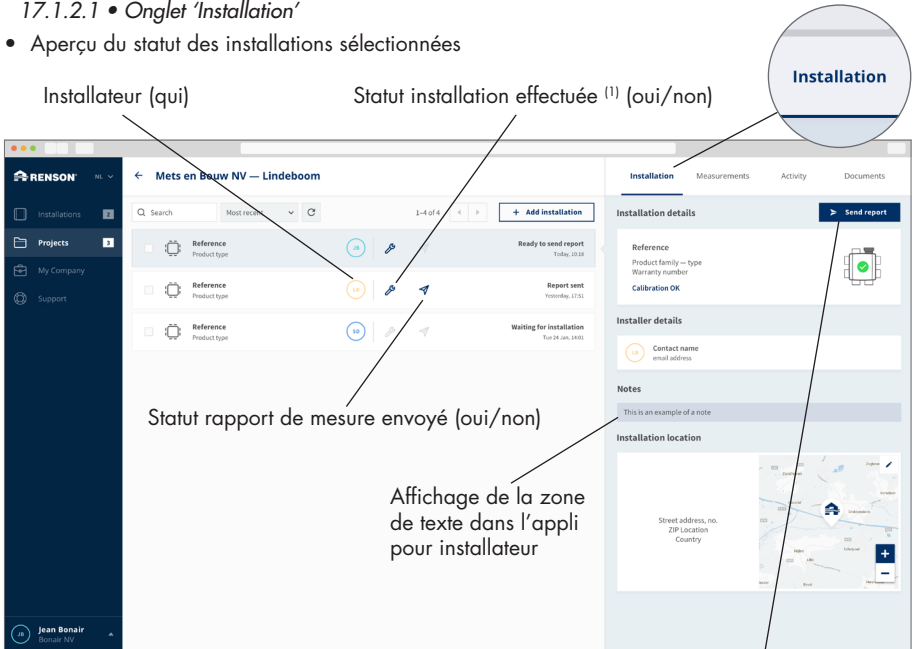 17.1.2.1 • Onglet ‘Installation’
• Aperçu du statut des installations sélectionnées
Installateur (qui)
Statut installation effectuée (1) (oui/non)
Installation
RENSON
NL
← Mets en Bouw NV — Lindeboom
Installation
Measurements
Activity
Documents
Installations 2
Projects 3
My Company
Support
Search
Most recent
1–4 of 4
+ Add installation
Reference
Product type
JB
Ready to send report
Today, 10:18
Reference
Product type
Report sent
Yesterday, 17:51
Reference
Product type
SD
Waiting for installation
Tue 24 Jan, 14:01
Statut rapport de mesure envoyé (oui/non)
Affichage de la zone
de texte dans l’appli
pour installateur
Installation details
Send report
Reference
Product family — type
Warranty number
Calibration OK
Installer details
Contact name
email address
Notes
This is an example of a note
Installation location
Street address, no.
ZIP Location
Country
+
−
JB
Jean Bonair
Bonair NV